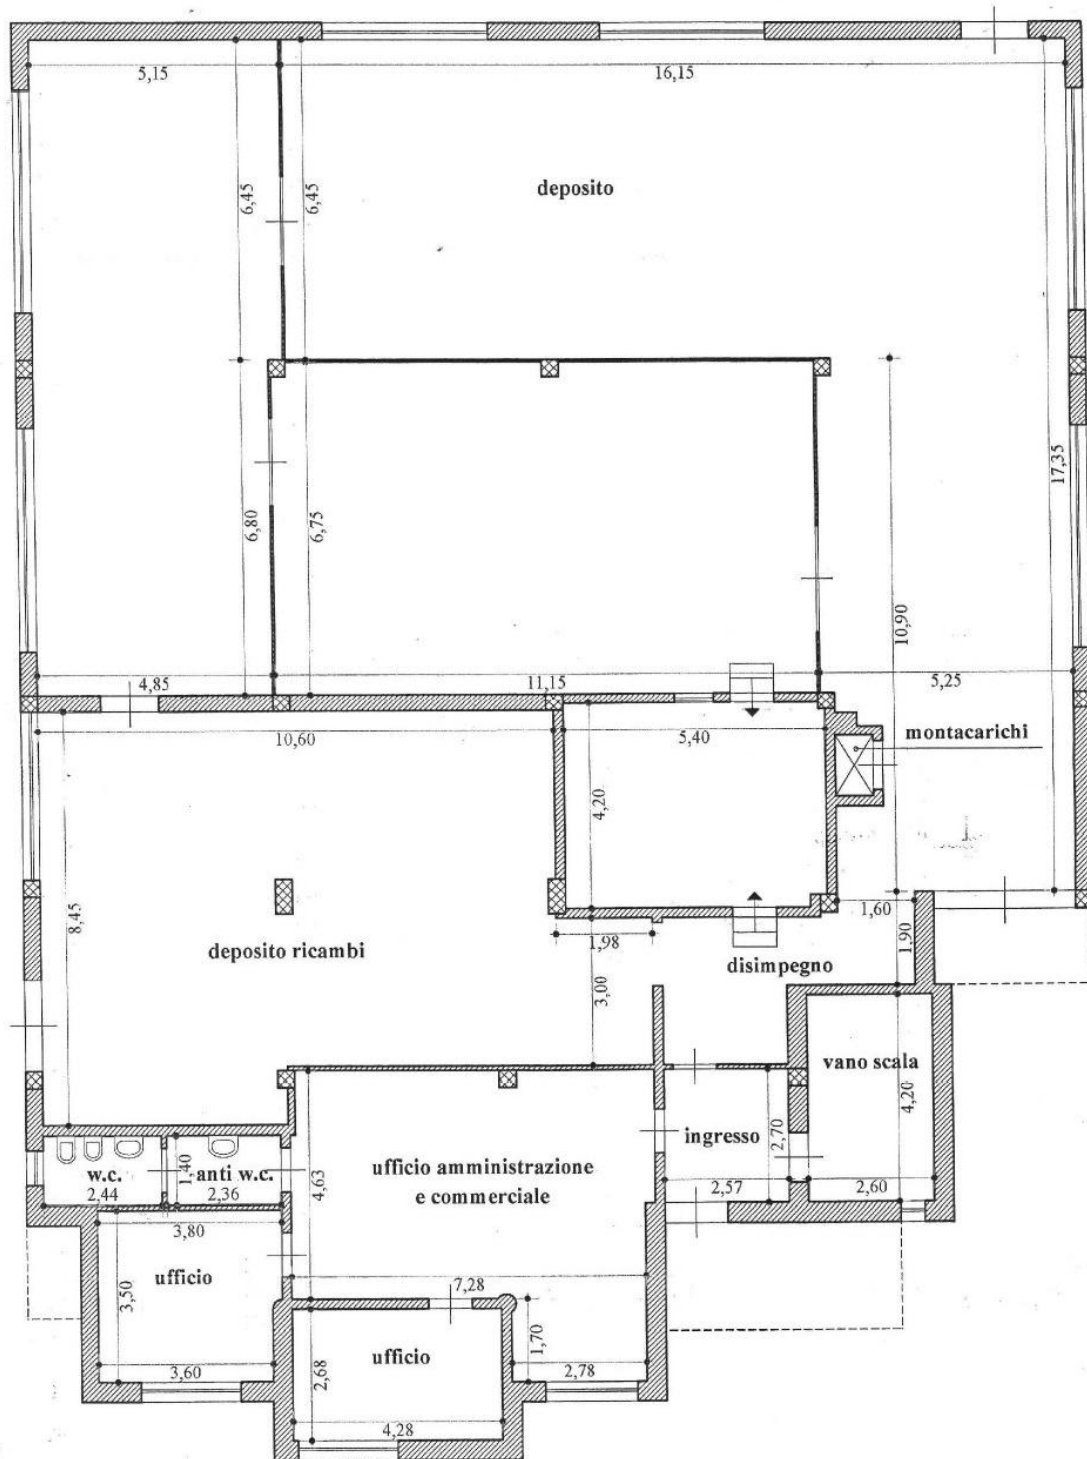 5,15
16,15
6,45
6,45
deposito
17,35
6,80
6,75
10,90
4,85
11,15
5,25
10,60
5,40
montacarichi
4,20
8,45
1,60
1,90
1,98
deposito ricambi
disimpegno
3,00
vano scala
4,20
ingresso
2,70
w.c.
1,40
anti w.c.
ufficio amministrazione
e commerciale
4,63
2,44
2,36
2,57
2,60
3,80
ufficio
3,50
7,28
1,70
ufficio
2,68
3,60
2,78
4,28